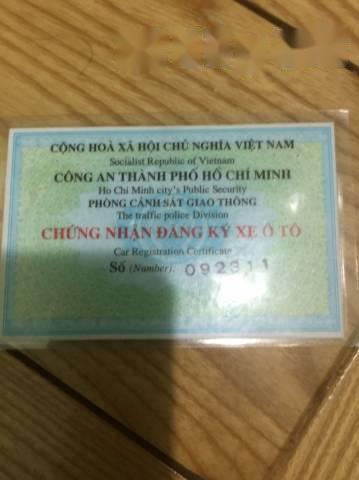 CỘNG HOÀ XÃ HỘI CHỦ NGHĨA VIỆT NAM
Socialist Republic of Vietnam
CÔNG AN THÀNH PHỐ HỒ CHÍ MINH
Ho Chi Minh city's Public Security
PHÒNG CẢNH SÁT GIAO THÔNG
The traffic police Division
CHỨNG NHẬN ĐĂNG KÝ XE Ô TÔ
Car Registration Certificate
Số (Number): 092311